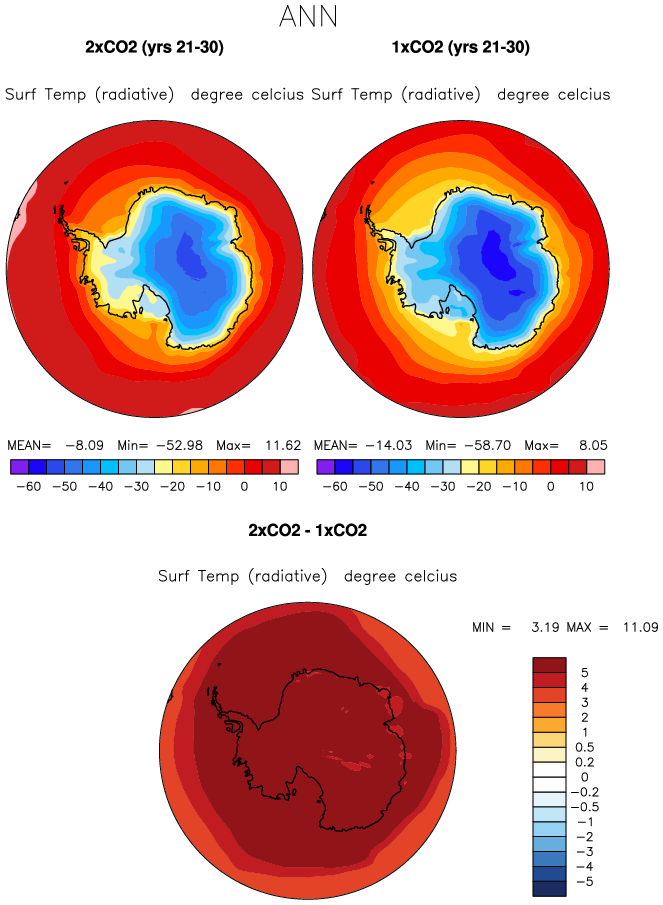 ANN
2xCO2 (yrs 21-30)
1xCO2 (yrs 21-30)
Surf Temp (radiative) degree celcius
Surf Temp (radiative) degree celcius
MEAN= -8.09 Min= -52.98 Max= 11.62
-60 -50 -40 -30 -20 -10 0 10
MEAN= -14.03 Min= -58.70 Max= 8.05
-60 -50 -40 -30 -20 -10 0 10
2xCO2 - 1xCO2
Surf Temp (radiative) degree celcius
MIN = 3.19 MAX = 11.09
5
4
3
2
1
0.5
0.2
0
-0.2
-0.5
-1
-2
-3
-4
-5